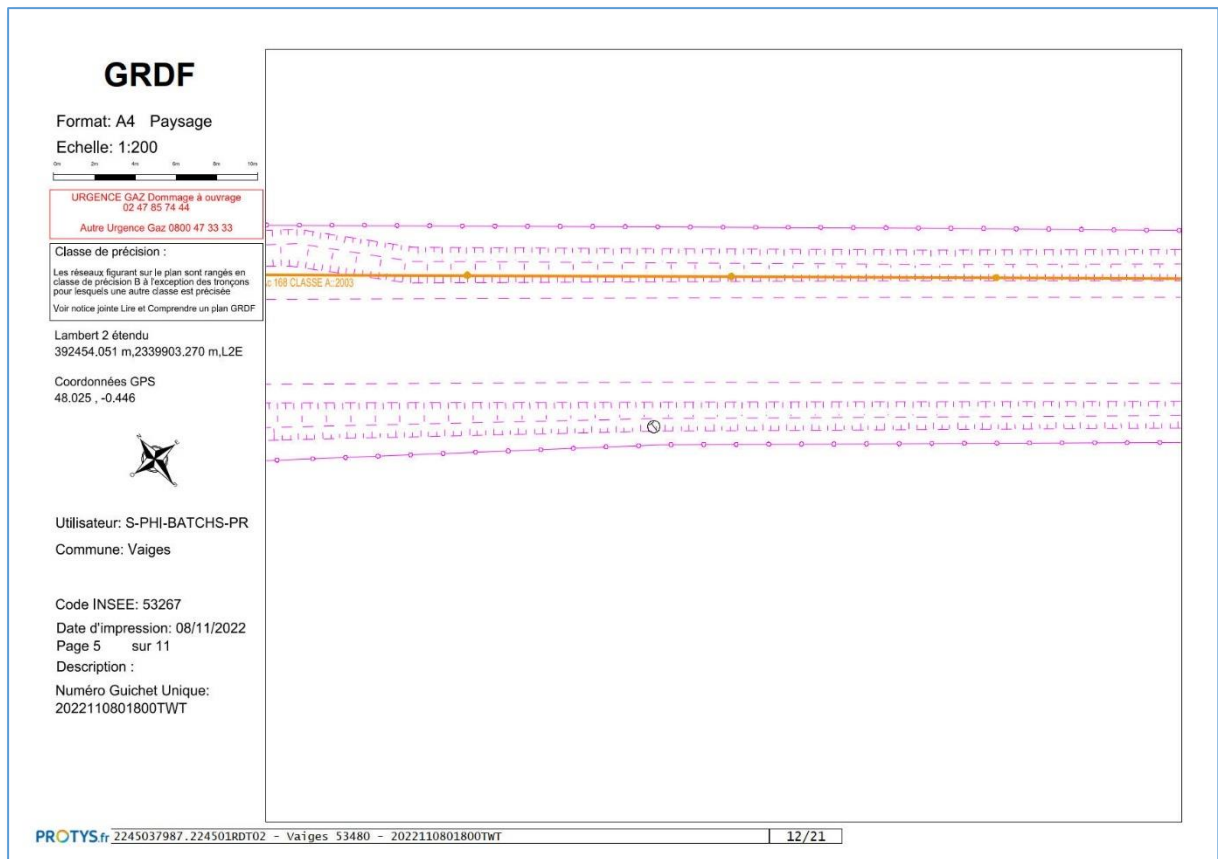 GRDF
Format: A4 Paysage
Echelle: 1:200
0m 2m 4m 6m 8m 10m
URGENCE GAZ Dommage à ouvrage
02 47 85 74 44
Autre Urgence Gaz 0800 47 33 33
Classe de précision :
Les réseaux figurant sur le plan sont rangés en
classe de précision B à l'exception des tronçons
pour lesquels une autre classe est précisée
Voir notice jointe Lire et Comprendre un plan GRDF
Lambert 2 étendu
392454.051 m,2339903.270 m,L2E
Coordonnées GPS
48.025 , -0.446
Utilisateur: S-PHI-BATCHS-PR
Commune: Vaiges
Code INSEE: 53267
Date d'impression: 08/11/2022
Page 5 sur 11
Description :
Numéro Guichet Unique:
2022110801800TWT
168 CLASSE A::2003
PROTYS.fr 2245037987.224501RDT02 - Vaiges 53480 - 2022110801800TWT 12/21